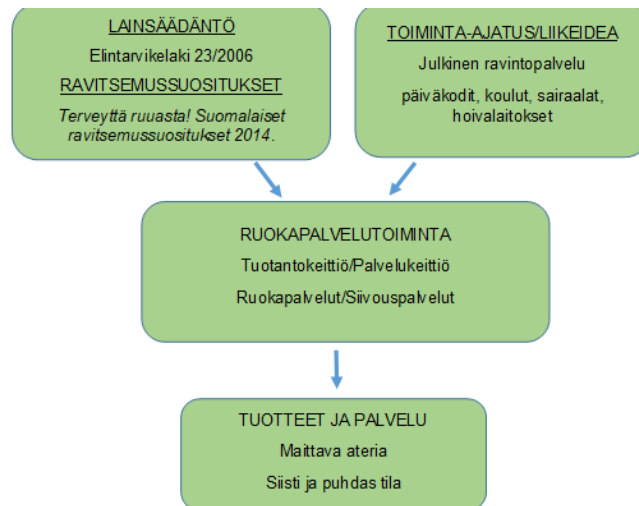 LAINSÄÄDÄNTÖ
Elintarvikelaki 23/2006
RAVITSEMUSSUOSITUKSET
Terveyttä ruuasta! Suomalaiset
ravitsemussuositukset 2014.
TOIMINTA-AJATUS/LIIKEIDEA
Julkinen ravintopalvelu
päiväkodit, koulut, sairaalat,
hoivalaitokset
RUOKAPALVELUTOIMINTA
Tuotantokeittiö/Palvelukeittiö
Ruokapalvelut/Siivouspalvelut
TUOTTEET JA PALVELU
Maittava ateria
Siisti ja puhdas tila